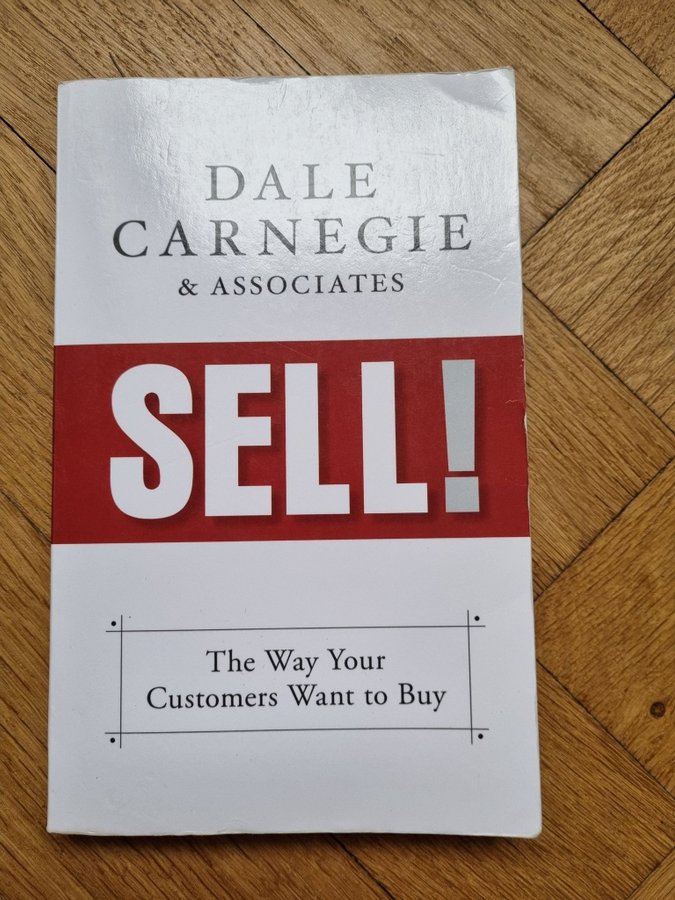 DALE
CARNEGIE
& ASSOCIATES
SELL!
The Way Your
Customers Want to Buy